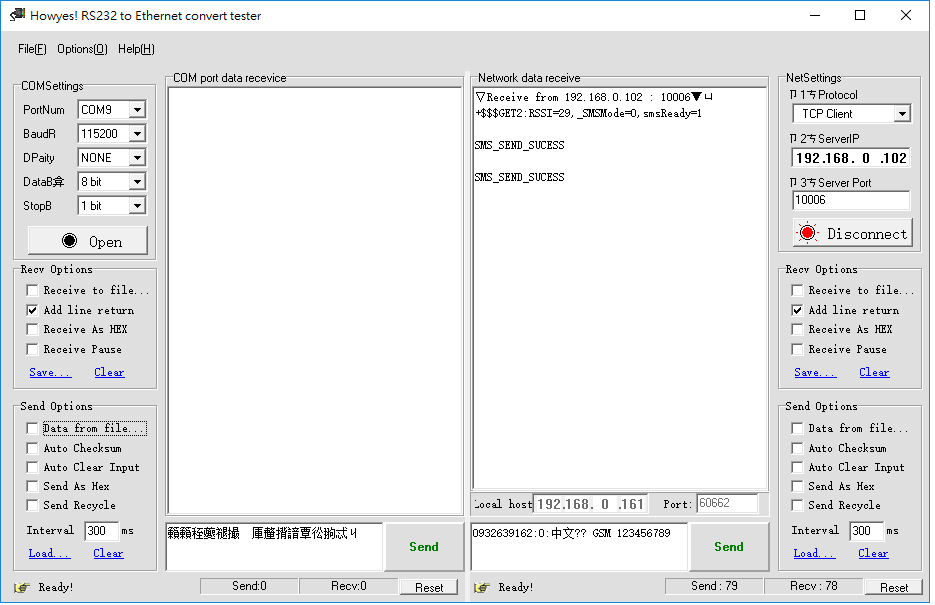 Howyes! RS232 to Ethernet convert tester
File(F) Options(O) Help(H)
COMSettings
PortNum COM9
BaudR 115200
DPaity NONE
DataB 8 bit
StopB 1 bit
Open
Recv Options
Receive to file...
Add line return
Receive As HEX
Receive Pause
Save... Clear
Send Options
Data from file...
Auto Checksum
Auto Clear Input
Send As Hex
Send Recycle
Interval 300 ms
Load... Clear
Ready!
COM port data recevice
Send
Send:0 Recv:0 Reset
Network data receive
▽Receive from 192.168.0.102 : 10006▼
+$$$GET2:RSSI=29,_SMSMode=0,smsReady=1
SMS_SEND_SUCESS
SMS_SEND_SUCESS
Local host 192.168. 0 .161 Port: 60662
0932639162:0:中文?? GSM 123456789
Send
Ready! Send : 79 Recv : 78 Reset
NetSettings
Protocol
TCP Client
ServerIP
192.168. 0 .102
Server Port
10006
Disconnect
Recv Options
Receive to file...
Add line return
Receive As HEX
Receive Pause
Save... Clear
Send Options
Data from file...
Auto Checksum
Auto Clear Input
Send As Hex
Send Recycle
Interval 300 ms
Load... Clear